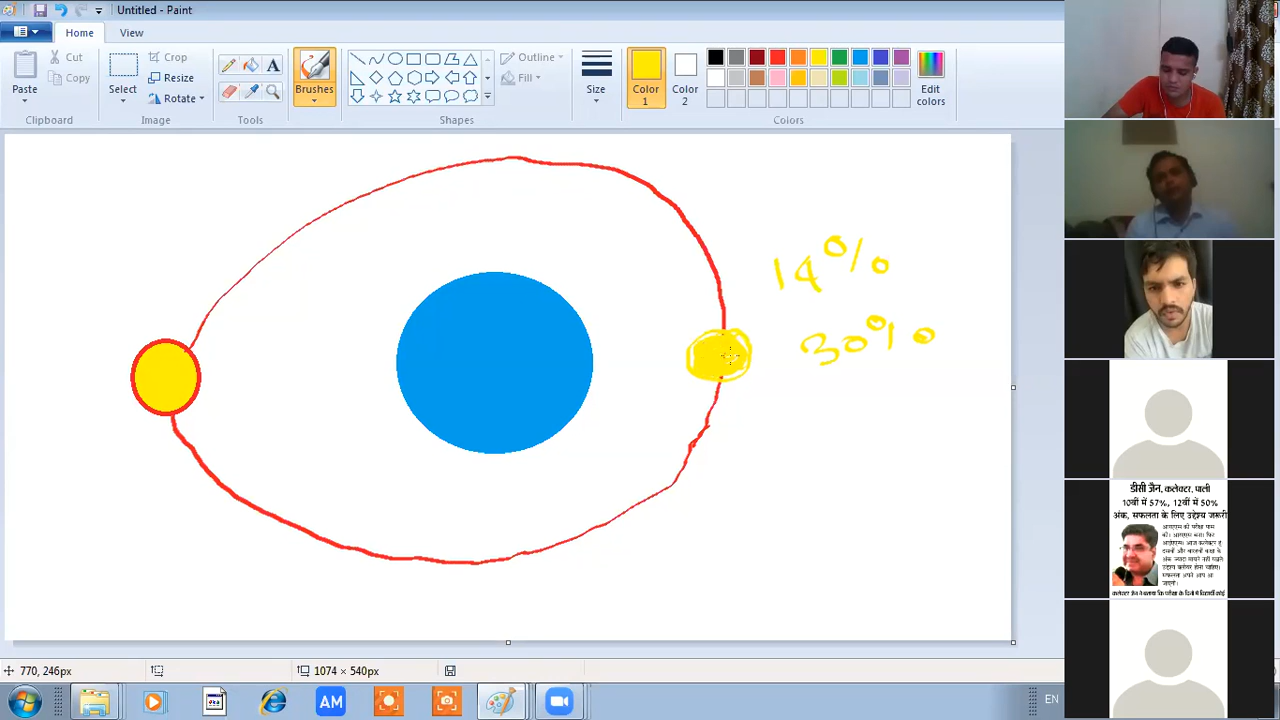 Untitled - Paint
Home
View
Paste
Cut
Copy
Clipboard
Select
Crop
Resize
Rotate
Image
Tools
Brushes
Outline
Fill
Shapes
Size
Color
1
Color
2
Edit
colors
Colors
14%
30%
डीसी जैन, कलेक्टर, पाली
10वीं में 57%, 12वीं में 50%
अंक, सफलता के लिए उद्देश्य जरूरी
770, 246px
1074 × 540px
AM
EN